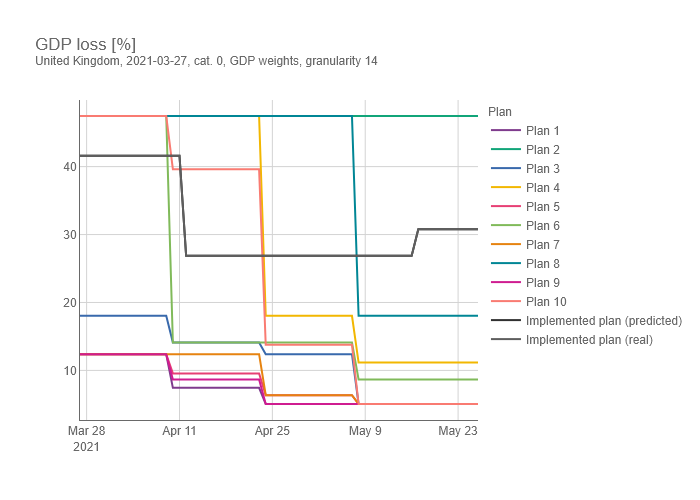 GDP loss [%]
United Kingdom, 2021-03-27, cat. 0, GDP weights, granularity 14
Plan
Plan 1
Plan 2
Plan 3
Plan 4
Plan 5
Plan 6
Plan 7
Plan 8
Plan 9
Plan 10
Implemented plan (predicted)
Implemented plan (real)
40
30
20
10
Mar 28 Apr 11 Apr 25 May 9 May 23
2021